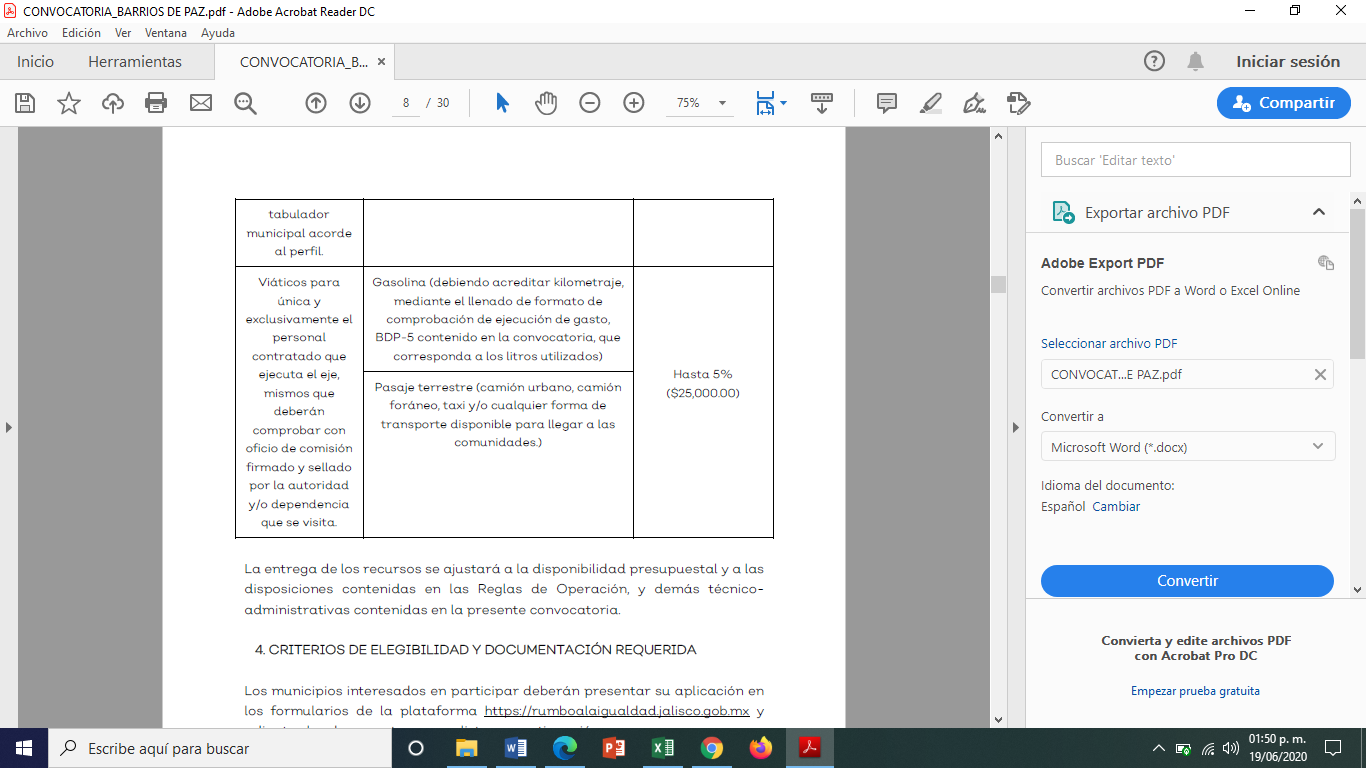 CONVOCATORIA_BARRIOS DE PAZ.pdf - Adobe Acrobat Reader DC
Archivo Edición Ver Ventana Ayuda
Inicio Herramientas CONVOCATORIA_B... Iniciar sesión
8 / 30 75% Compartir
tabulador
municipal acorde
al perfil.
Viáticos para
única y
exclusivamente el
personal
contratado que
ejecuta el eje,
mismos que
deberán
comprobar con
oficio de comisión
firmado y sellado
por la autoridad
y/o dependencia
que se visita.
Gasolina (debiendo acreditar kilometraje,
mediante el llenado de formato de
comprobación de ejecución de gasto,
BDP-5 contenido en la convocatoria, que
corresponda a los litros utilizados)
Pasaje terrestre (camión urbano, camión
foráneo, taxi y/o cualquier forma de
transporte disponible para llegar a las
comunidades.)
Hasta 5%
($25,000.00)
La entrega de los recursos se ajustará a la disponibilidad presupuestal y a las
disposiciones contenidas en las Reglas de Operación, y demás técnico-
administrativas contenidas en la presente convocatoria.
4. CRITERIOS DE ELEGIBILIDAD Y DOCUMENTACIÓN REQUERIDA
Los municipios interesados en participar deberán presentar su aplicación en
los formularios de la plataforma https://rumboalaigualdad.jalisco.gob.mx y
Buscar 'Editar texto'
Exportar archivo PDF
Adobe Export PDF
Convertir archivos PDF a Word o Excel Online
Seleccionar archivo PDF
CONVOCAT...E PAZ.pdf
Convertir a
Microsoft Word (*.docx)
Idioma del documento:
Español Cambiar
Convertir
Convierta y edite archivos PDF
con Acrobat Pro DC
Empezar prueba gratuita
Escribe aquí para buscar
01:50 p. m.
19/06/2020